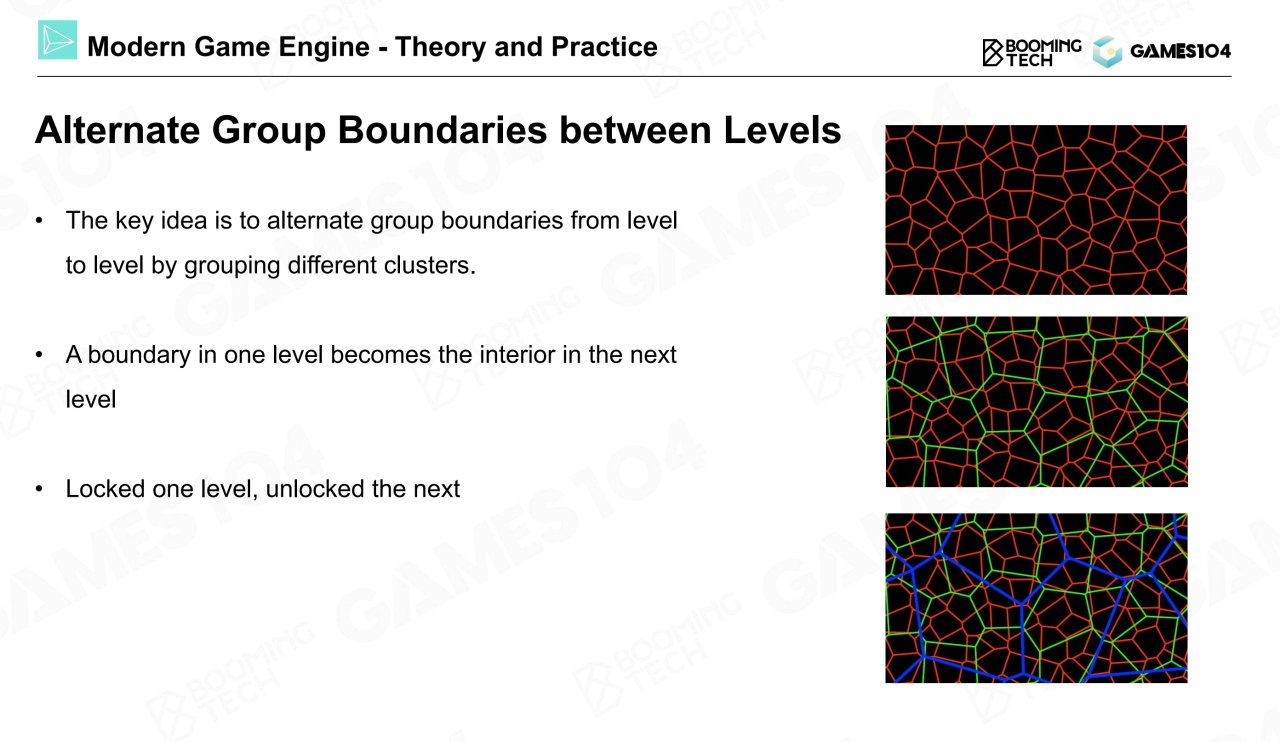 Modern Game Engine - Theory and Practice
BOOMING
TECH
GAMES104
Alternate Group Boundaries between Levels
• The key idea is to alternate group boundaries from level
to level by grouping different clusters.
• A boundary in one level becomes the interior in the next
level
• Locked one level, unlocked the next